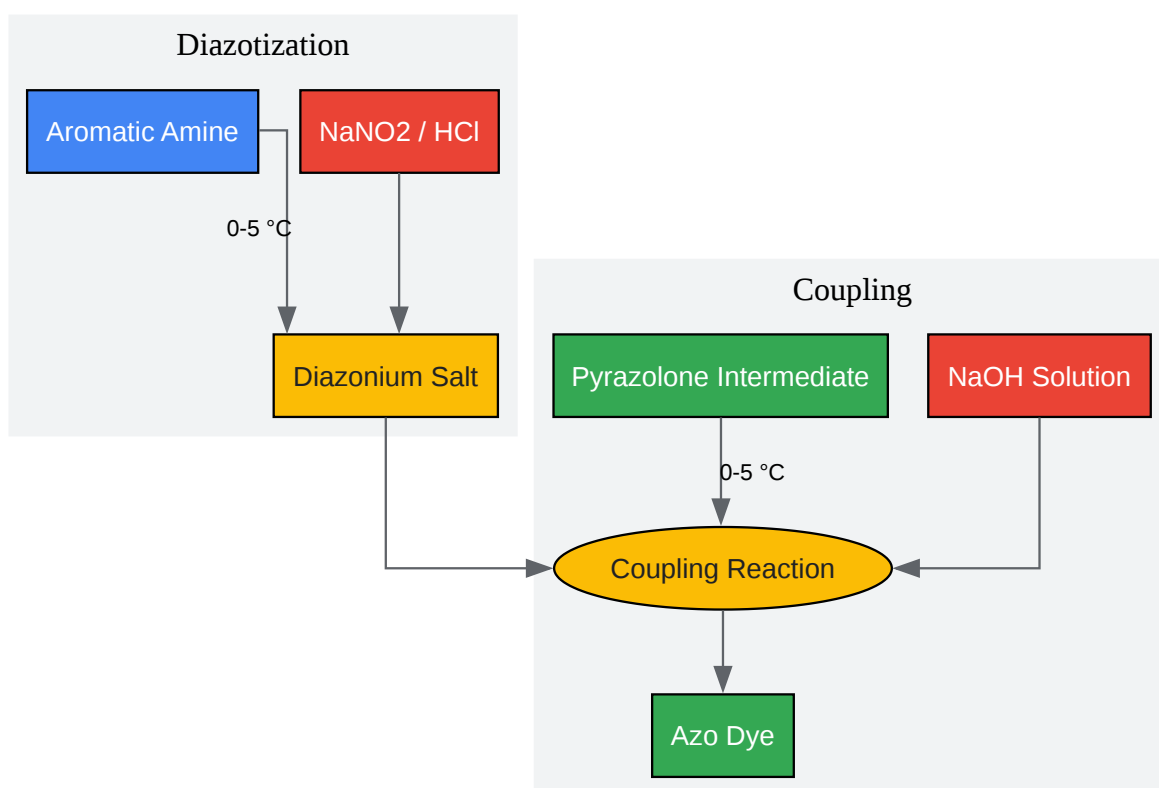 Diazotization
Aromatic Amine
NaNO2 / HCl
0-5 °C
Diazonium Salt
Coupling
Pyrazolone Intermediate
NaOH Solution
0-5 °C
Coupling Reaction
Azo Dye